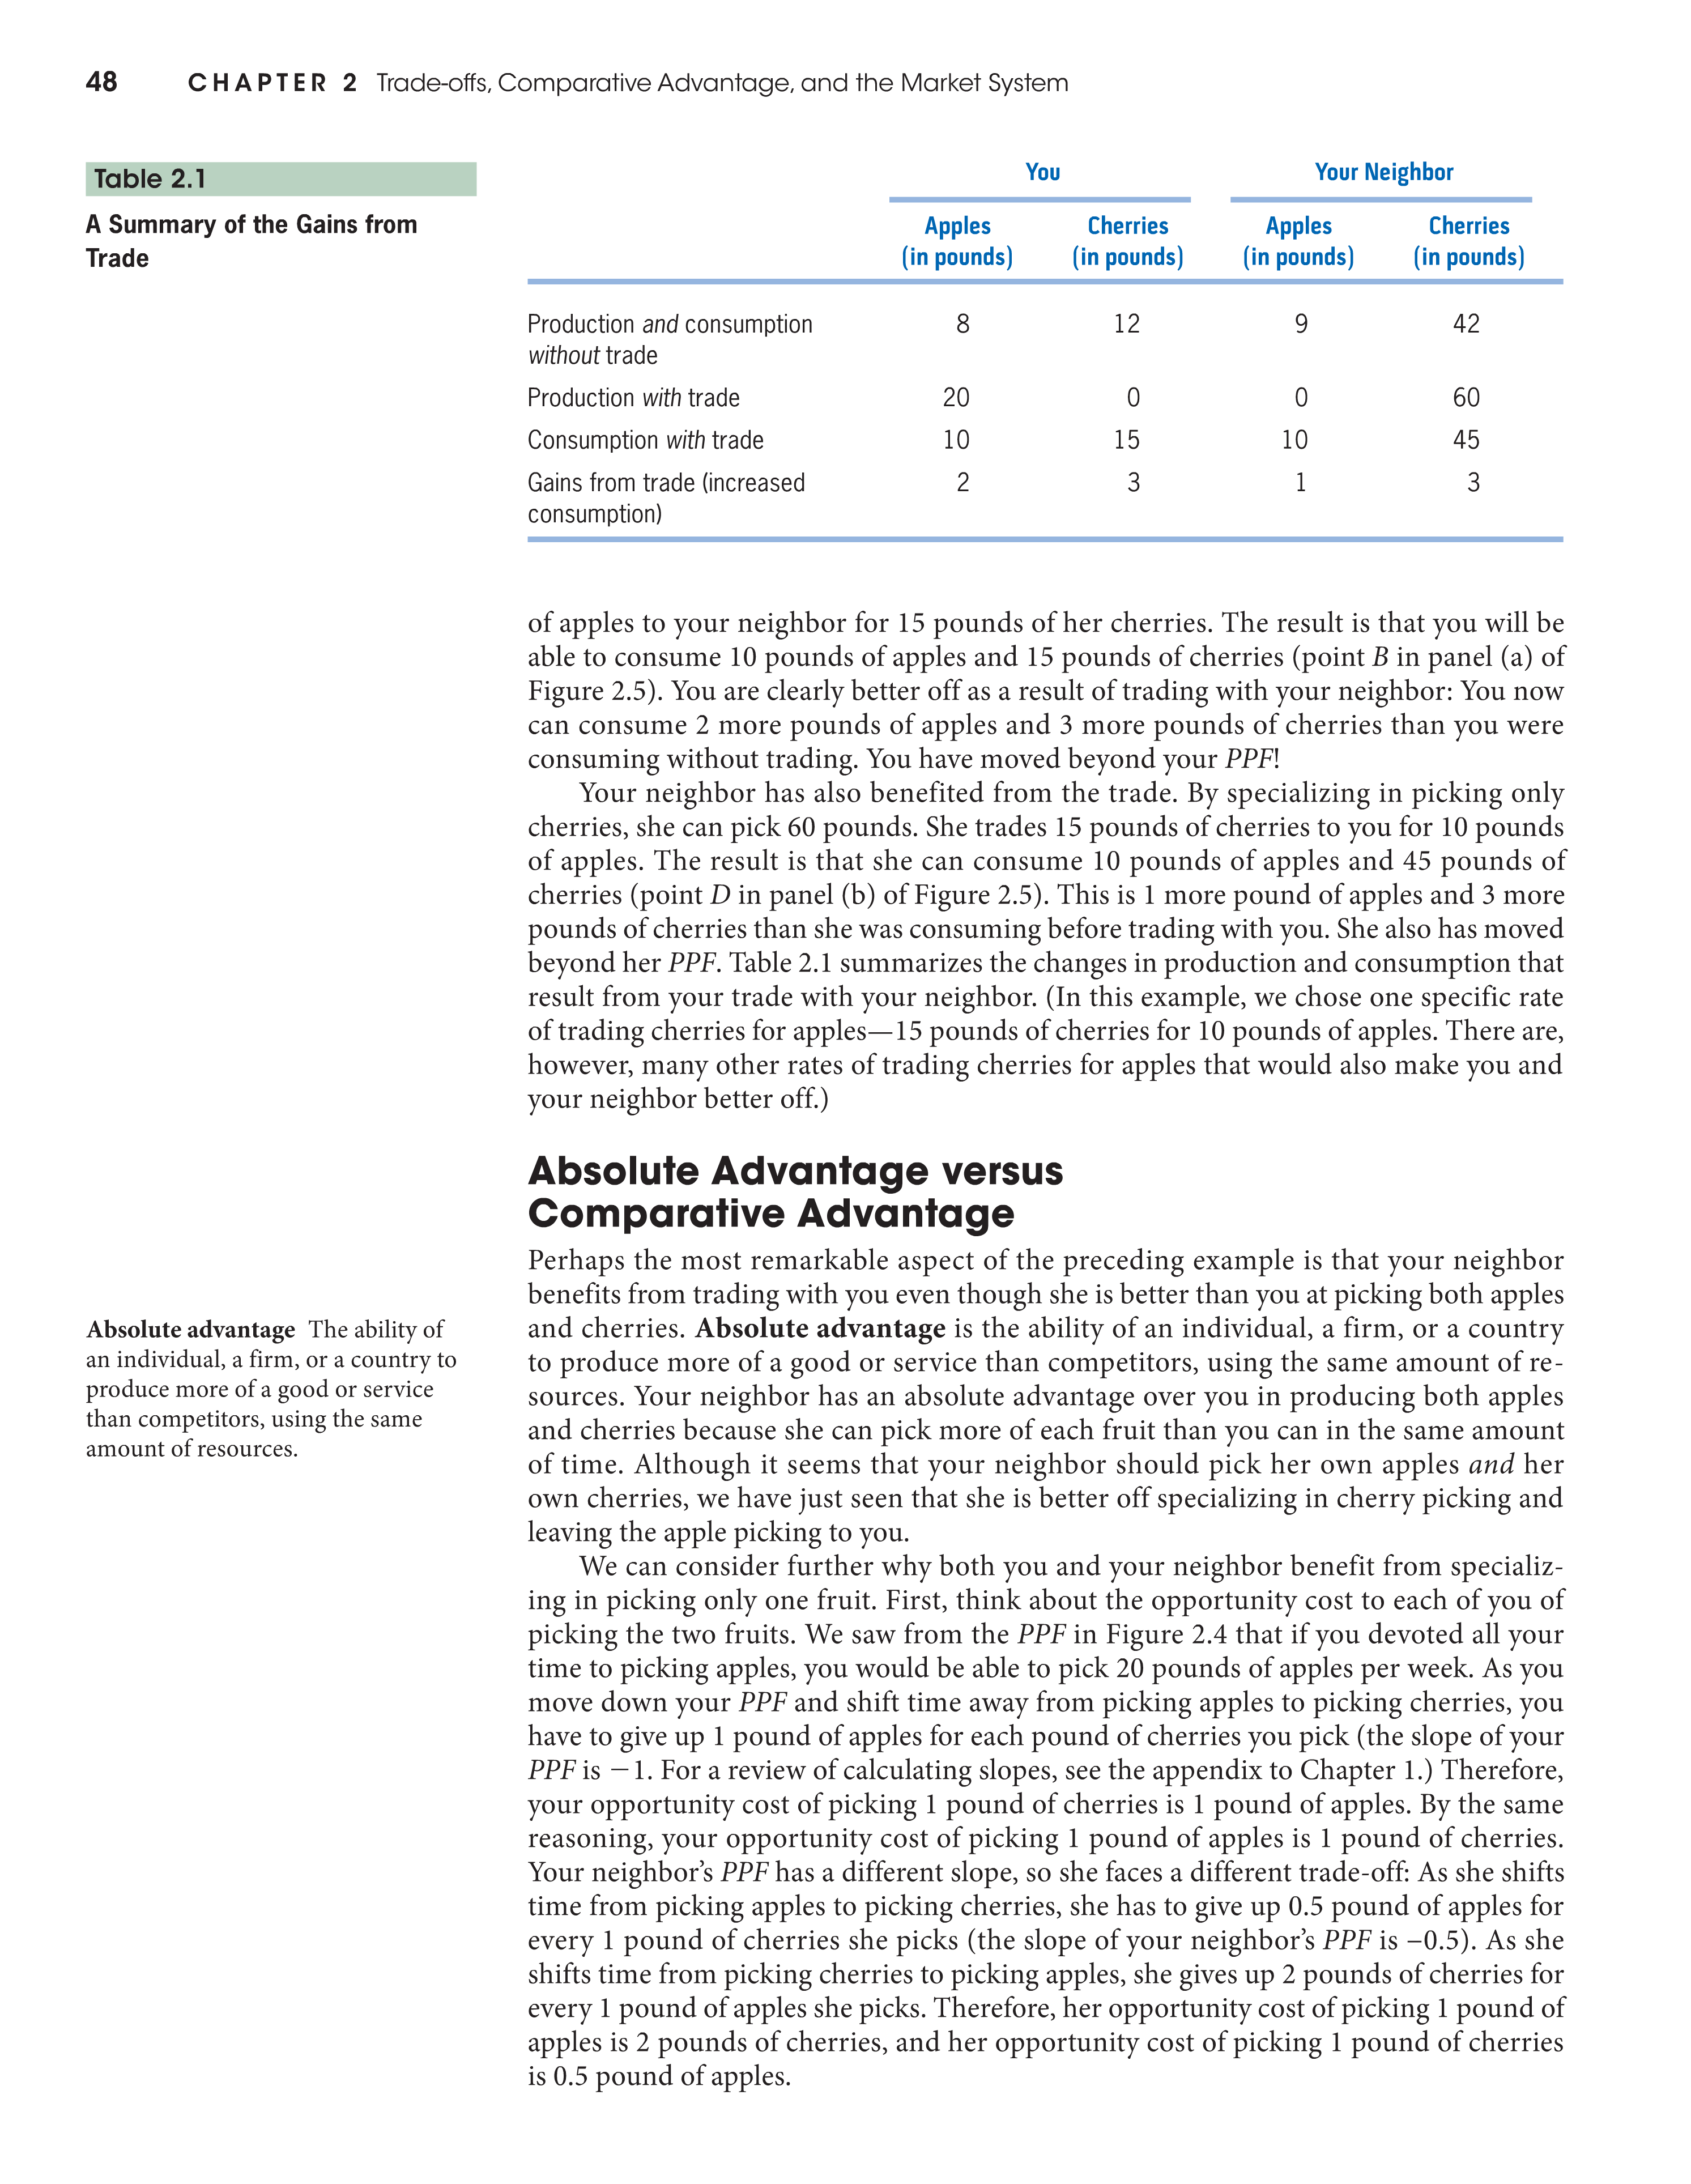 48 CHAPTER 2 Trade-offs, Comparative Advantage, and the Market System
Table 2.1
A Summary of the Gains from
Trade
You Your Neighbor
Apples Cherries Apples Cherries
(in pounds) (in pounds) (in pounds) (in pounds)
Production and consumption 8 12 9 42
without trade
Production with trade 20 0 0 60
Consumption with trade 10 15 10 45
Gains from trade (increased 2 3 1 3
consumption)
of apples to your neighbor for 15 pounds of her cherries. The result is that you will be
able to consume 10 pounds of apples and 15 pounds of cherries (point B in panel (a) of
Figure 2.5). You are clearly better off as a result of trading with your neighbor: You now
can consume 2 more pounds of apples and 3 more pounds of cherries than you were
consuming without trading. You have moved beyond your PPF!
Your neighbor has also benefited from the trade. By specializing in picking only
cherries, she can pick 60 pounds. She trades 15 pounds of cherries to you for 10 pounds
of apples. The result is that she can consume 10 pounds of apples and 45 pounds of
cherries (point D in panel (b) of Figure 2.5). This is 1 more pound of apples and 3 more
pounds of cherries than she was consuming before trading with you. She also has moved
beyond her PPF. Table 2.1 summarizes the changes in production and consumption that
result from your trade with your neighbor. (In this example, we chose one specific rate
of trading cherries for apples—15 pounds of cherries for 10 pounds of apples. There are,
however, many other rates of trading cherries for apples that would also make you and
your neighbor better off.)
Absolute Advantage versus
Comparative Advantage
Perhaps the most remarkable aspect of the preceding example is that your neighbor
benefits from trading with you even though she is better than you at picking both apples
and cherries. Absolute advantage is the ability of an individual, a firm, or a country
to produce more of a good or service than competitors, using the same amount of re-
sources. Your neighbor has an absolute advantage over you in producing both apples
and cherries because she can pick more of each fruit than you can in the same amount
of time. Although it seems that your neighbor should pick her own apples and her
own cherries, we have just seen that she is better off specializing in cherry picking and
leaving the apple picking to you.
Absolute advantage The ability of
an individual, a firm, or a country to
produce more of a good or service
than competitors, using the same
amount of resources.
We can consider further why both you and your neighbor benefit from specializ-
ing in picking only one fruit. First, think about the opportunity cost to each of you of
picking the two fruits. We saw from the PPF in Figure 2.4 that if you devoted all your
time to picking apples, you would be able to pick 20 pounds of apples per week. As you
move down your PPF and shift time away from picking apples to picking cherries, you
have to give up 1 pound of apples for each pound of cherries you pick (the slope of your
PPF is −1. For a review of calculating slopes, see the appendix to Chapter 1.) Therefore,
your opportunity cost of picking 1 pound of cherries is 1 pound of apples. By the same
reasoning, your opportunity cost of picking 1 pound of apples is 1 pound of cherries.
Your neighbor’s PPF has a different slope, so she faces a different trade-off: As she shifts
time from picking apples to picking cherries, she has to give up 0.5 pound of apples for
every 1 pound of cherries she picks (the slope of your neighbor’s PPF is –0.5). As she
shifts time from picking cherries to picking apples, she gives up 2 pounds of cherries for
every 1 pound of apples she picks. Therefore, her opportunity cost of picking 1 pound of
apples is 2 pounds of cherries, and her opportunity cost of picking 1 pound of cherries
is 0.5 pound of apples.